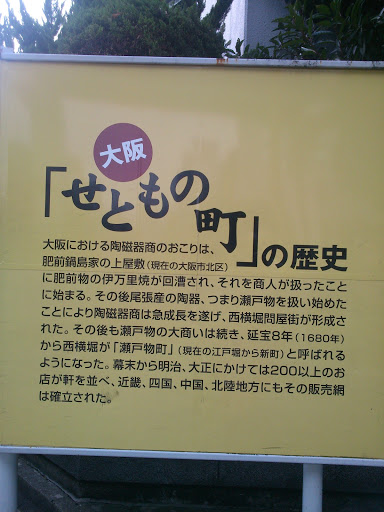 大阪
「せともの町」の歴史
大阪における陶磁器商のおこりは、
肥前鍋島家の上屋敷(現在の大阪市北区)
に肥前物の伊万里焼が回漕され、それを商人が扱ったこと
に始まる。その後尾張産の陶器、つまり瀬戸物を扱い始めた
ことにより陶磁器商は急成長を遂げ、西横堀問屋街が形成さ
れた。その後も瀬戸物の大商いは続き、延宝8年(1680年)
から西横堀が「瀬戸物町」(現在の江戸堀から新町)と呼ばれる
ようになった。幕末から明治、大正にかけては200以上のお
店が軒を並べ、近畿、四国、中国、北陸地方にもその販売網
は確立された。